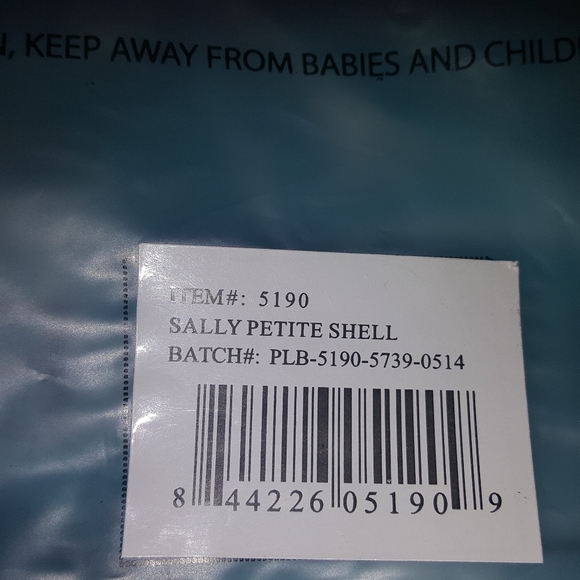 , KEEP AWAY FROM BABIES AND CHILD
ITEM#: 5190
SALLY PETITE SHELL
BATCH#: PLB-5190-5739-0514
8 44226 05190 9